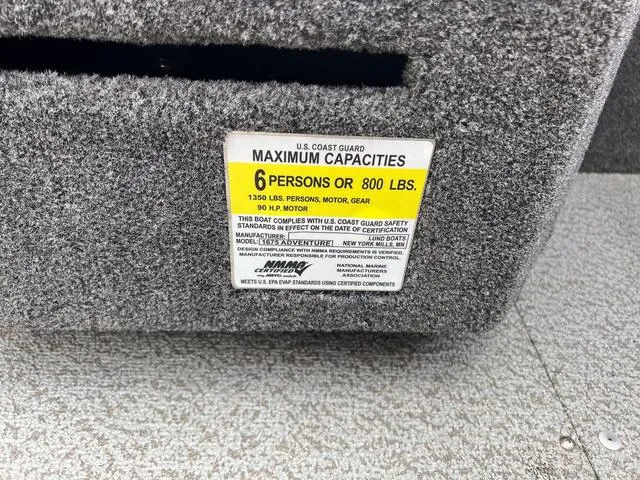 U.S. COAST GUARD
MAXIMUM CAPACITIES
6 PERSONS OR 800 LBS.
1350 LBS. PERSONS, MOTOR, GEAR
90 H.P. MOTOR
THIS BOAT COMPLIES WITH U.S. COAST GUARD SAFETY
STANDARDS IN EFFECT ON THE DATE OF CERTIFICATION
MANUFACTURER: LUND BOATS
MODEL: 1675 ADVENTURE NEW YORK MILLS, MN
DESIGN COMPLIANCE WITH NMMA REQUIREMENTS IS VERIFIED.
MANUFACTURER RESPONSIBLE FOR PRODUCTION CONTROL.
NMMA
CERTIFIED
using ABYC standards
NATIONAL MARINE
MANUFACTURERS
ASSOCIATION
MEETS U.S. EPA EVAP STANDARDS USING CERTIFIED COMPONENTS